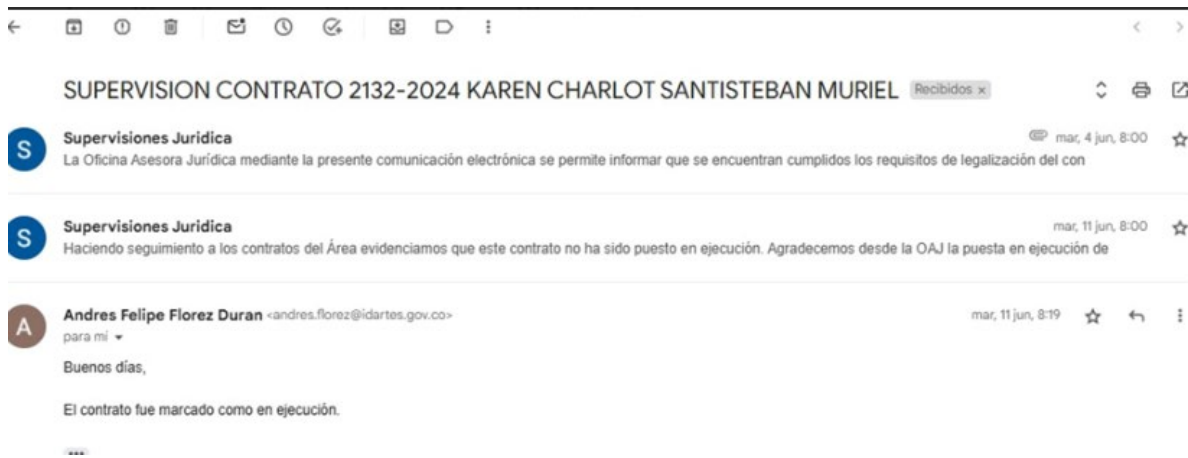 SUPERVISION CONTRATO 2132-2024 KAREN CHARLOT SANTISTEBAN MURIEL Recibidos x
S
Supervisiones Juridica mar, 4 jun, 8:00
La Oficina Asesora Jurídica mediante la presente comunicación electrónica se permite informar que se encuentran cumplidos los requisitos de legalización del con
S
Supervisiones Juridica mar, 11 jun, 8:00
Haciendo seguimiento a los contratos del Área evidenciamos que este contrato no ha sido puesto en ejecución. Agradecemos desde la OAJ la puesta en ejecución de
A
Andres Felipe Florez Duran <andres.florez@idartes.gov.co> mar, 11 jun, 8:19
para mí
Buenos días,
El contrato fue marcado como en ejecución.